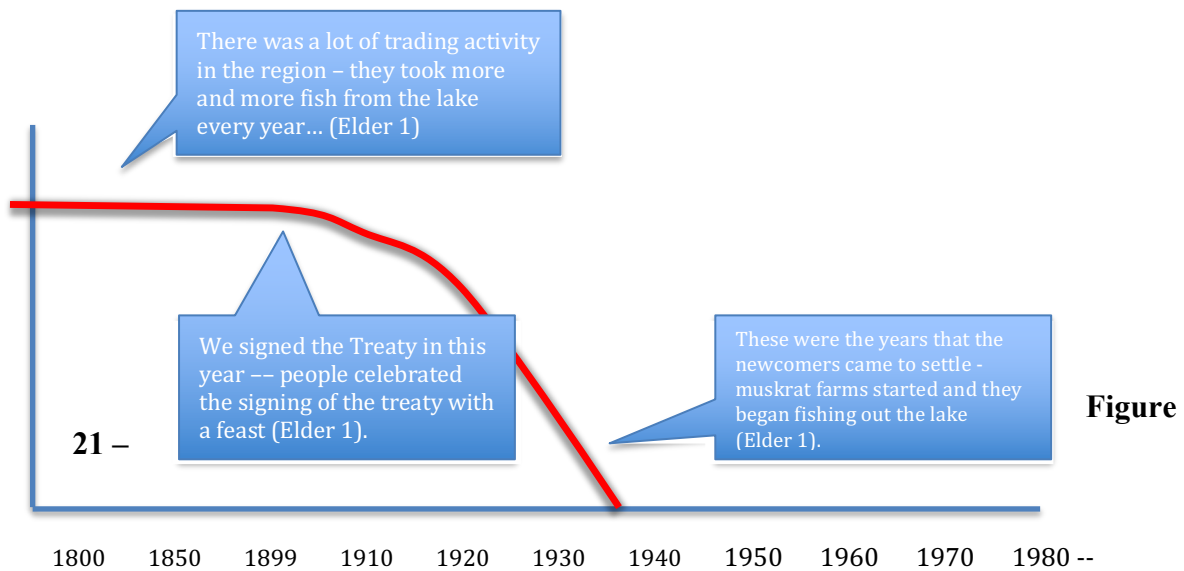 There was a lot of trading activity
in the region – they took more
and more fish from the lake
every year… (Elder 1)
We signed the Treaty in this
year –– people celebrated
the signing of the treaty with
a feast (Elder 1).
These were the years that the
newcomers came to settle -
muskrat farms started and they
began fishing out the lake
(Elder 1).
Figure
21 –
1800 1850 1899 1910 1920 1930 1940 1950 1960 1970 1980 --